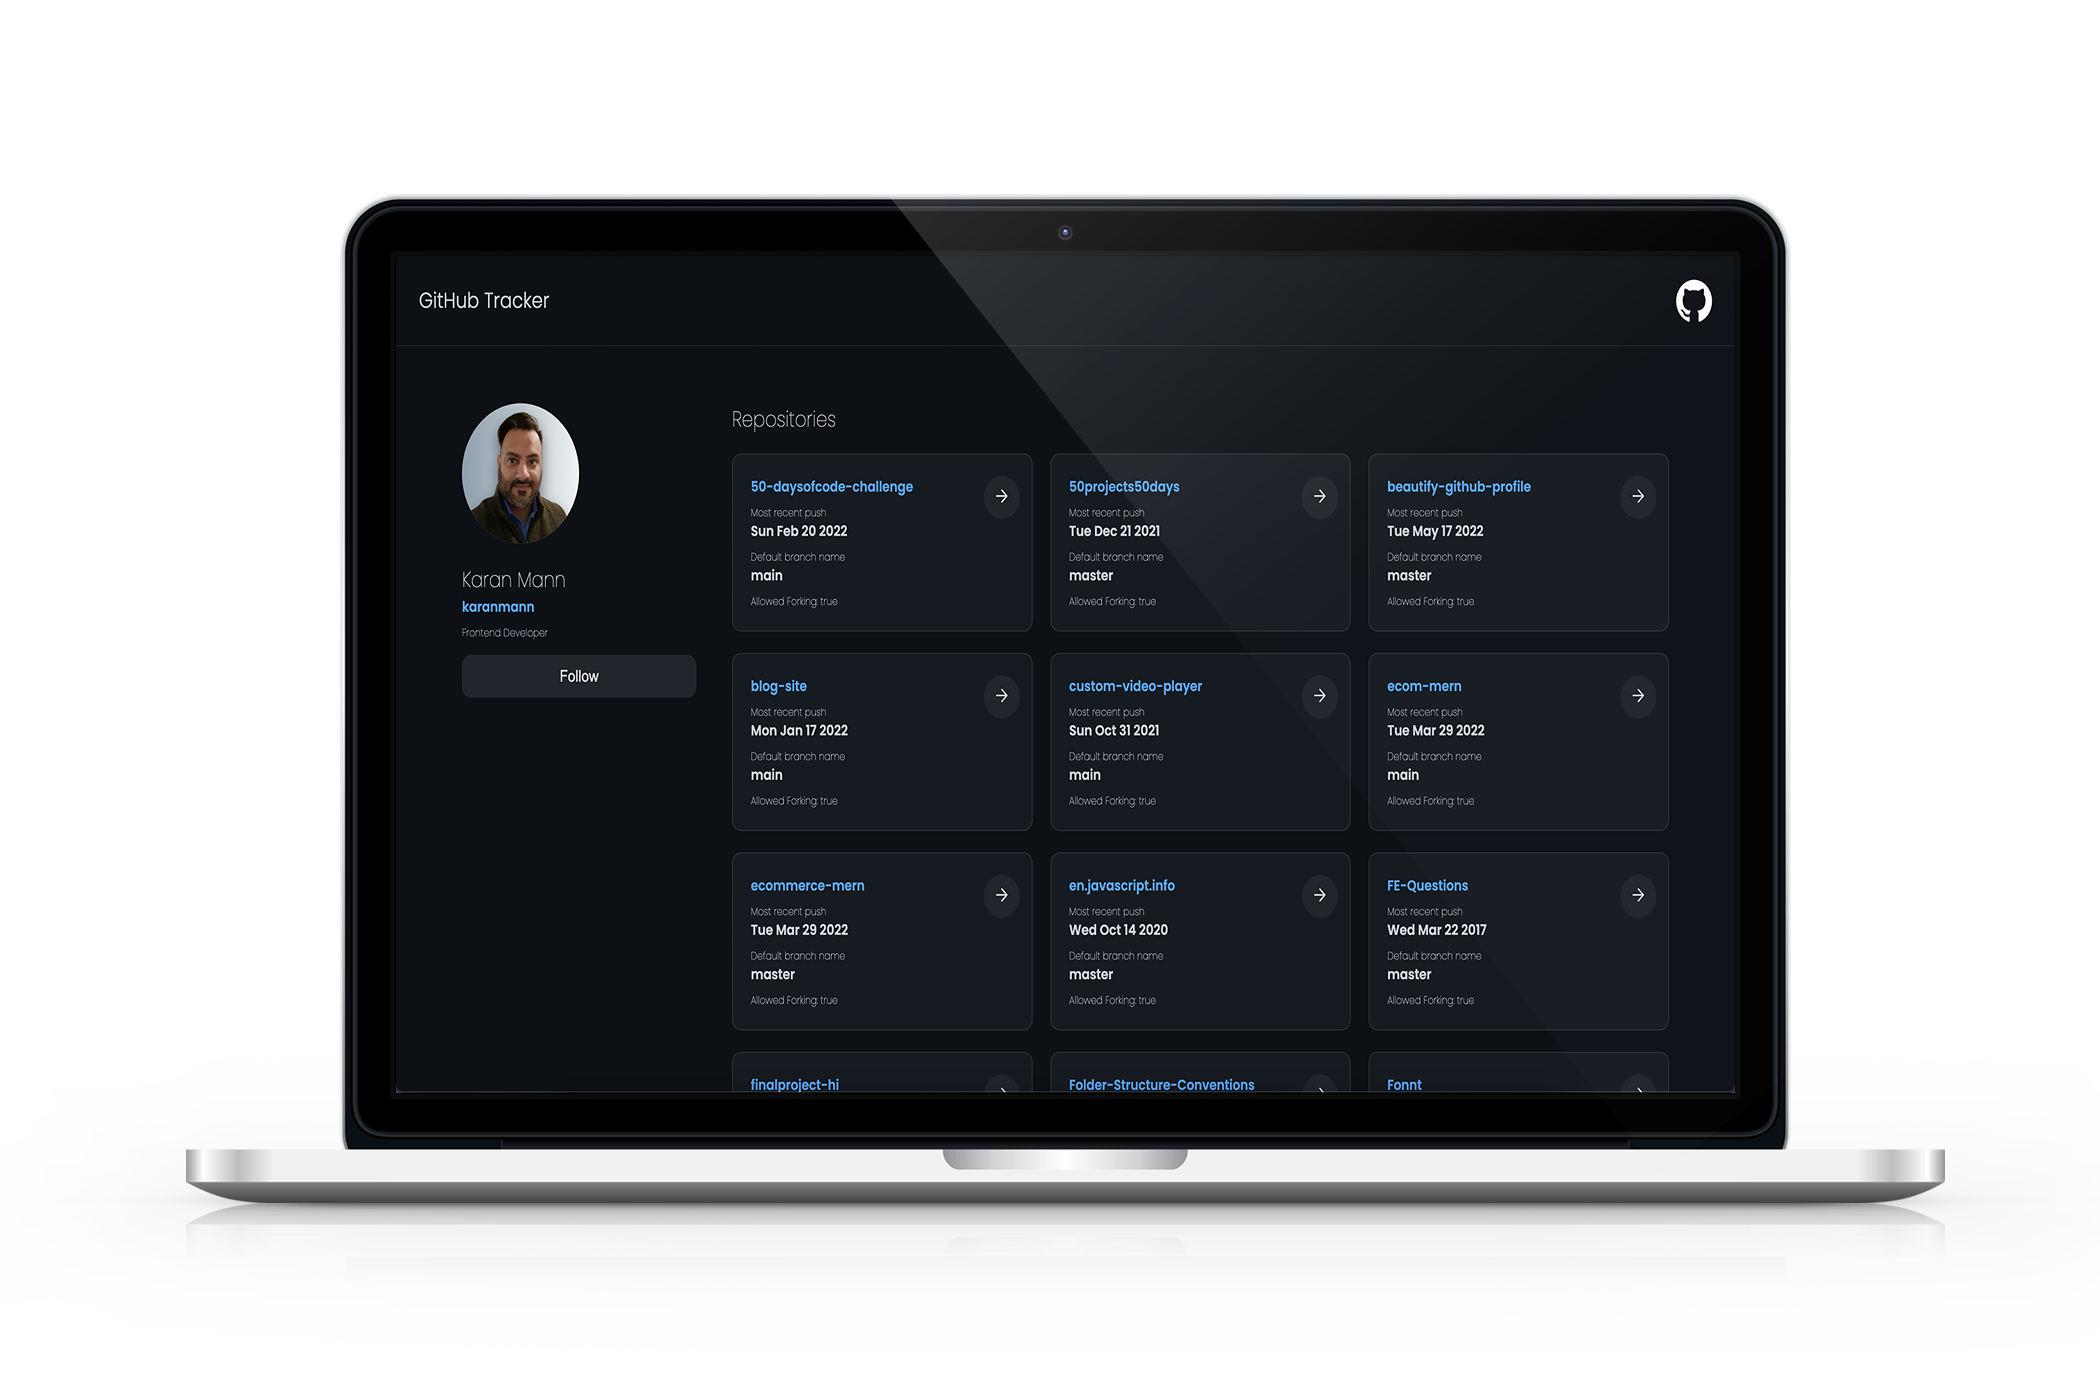 GitHub Tracker
Karan Mann
karanmann
Frontend Developer
Follow
Repositories
50-daysofcode-challenge
Most recent push
Sun Feb 20 2022
Default branch name
main
Allowed Forking: true
50projects50days
Most recent push
Tue Dec 21 2021
Default branch name
master
Allowed Forking: true
beautify-github-profile
Most recent push
Tue May 17 2022
Default branch name
master
Allowed Forking: true
blog-site
Most recent push
Mon Jan 17 2022
Default branch name
main
Allowed Forking: true
custom-video-player
Most recent push
Sun Oct 31 2021
Default branch name
main
Allowed Forking: true
ecom-mern
Most recent push
Tue Mar 29 2022
Default branch name
main
Allowed Forking: true
ecommerce-mern
Most recent push
Tue Mar 29 2022
Default branch name
master
Allowed Forking: true
en.javascript.info
Most recent push
Wed Oct 14 2020
Default branch name
master
Allowed Forking: true
FE-Questions
Most recent push
Wed Mar 22 2017
Default branch name
master
Allowed Forking: true
finalproject-hi
Folder-Structure-Conventions
Fonnt